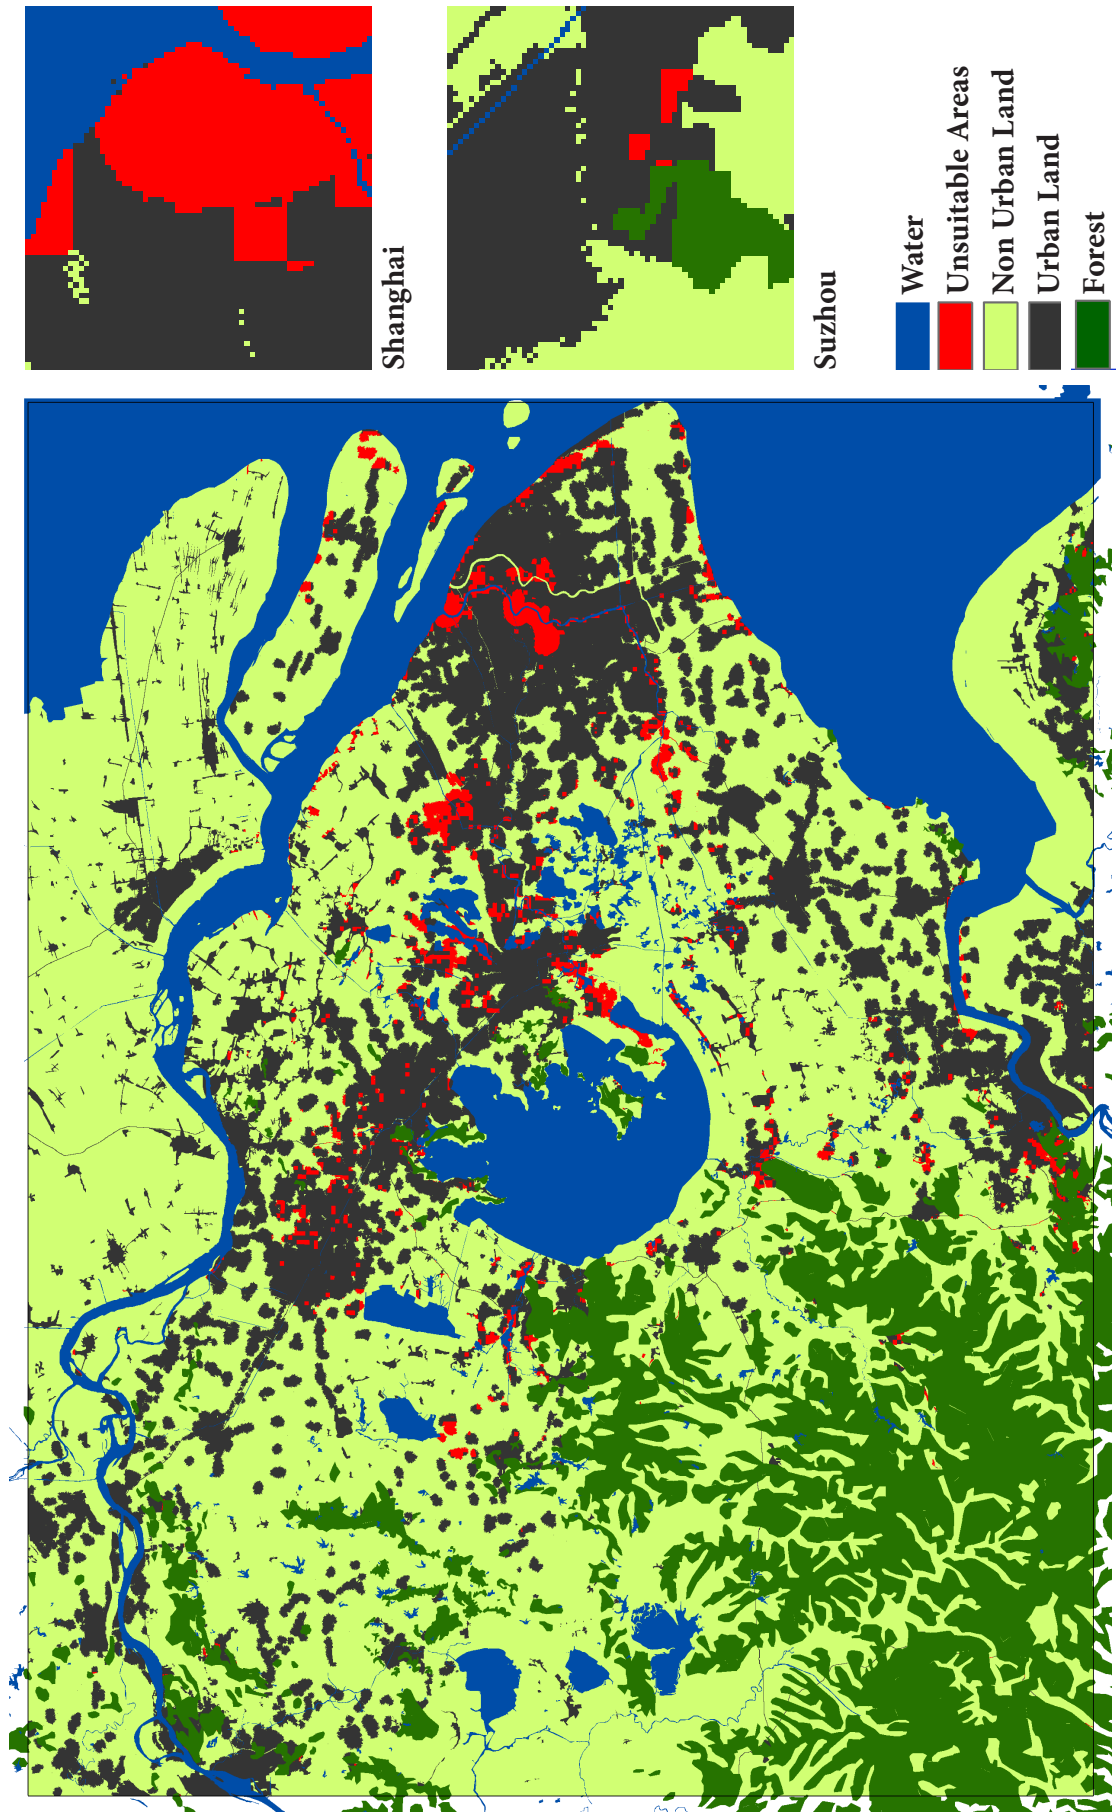 Shanghai
Suzhou
Water
Unsuitable Areas
Non Urban Land
Urban Land
Forest